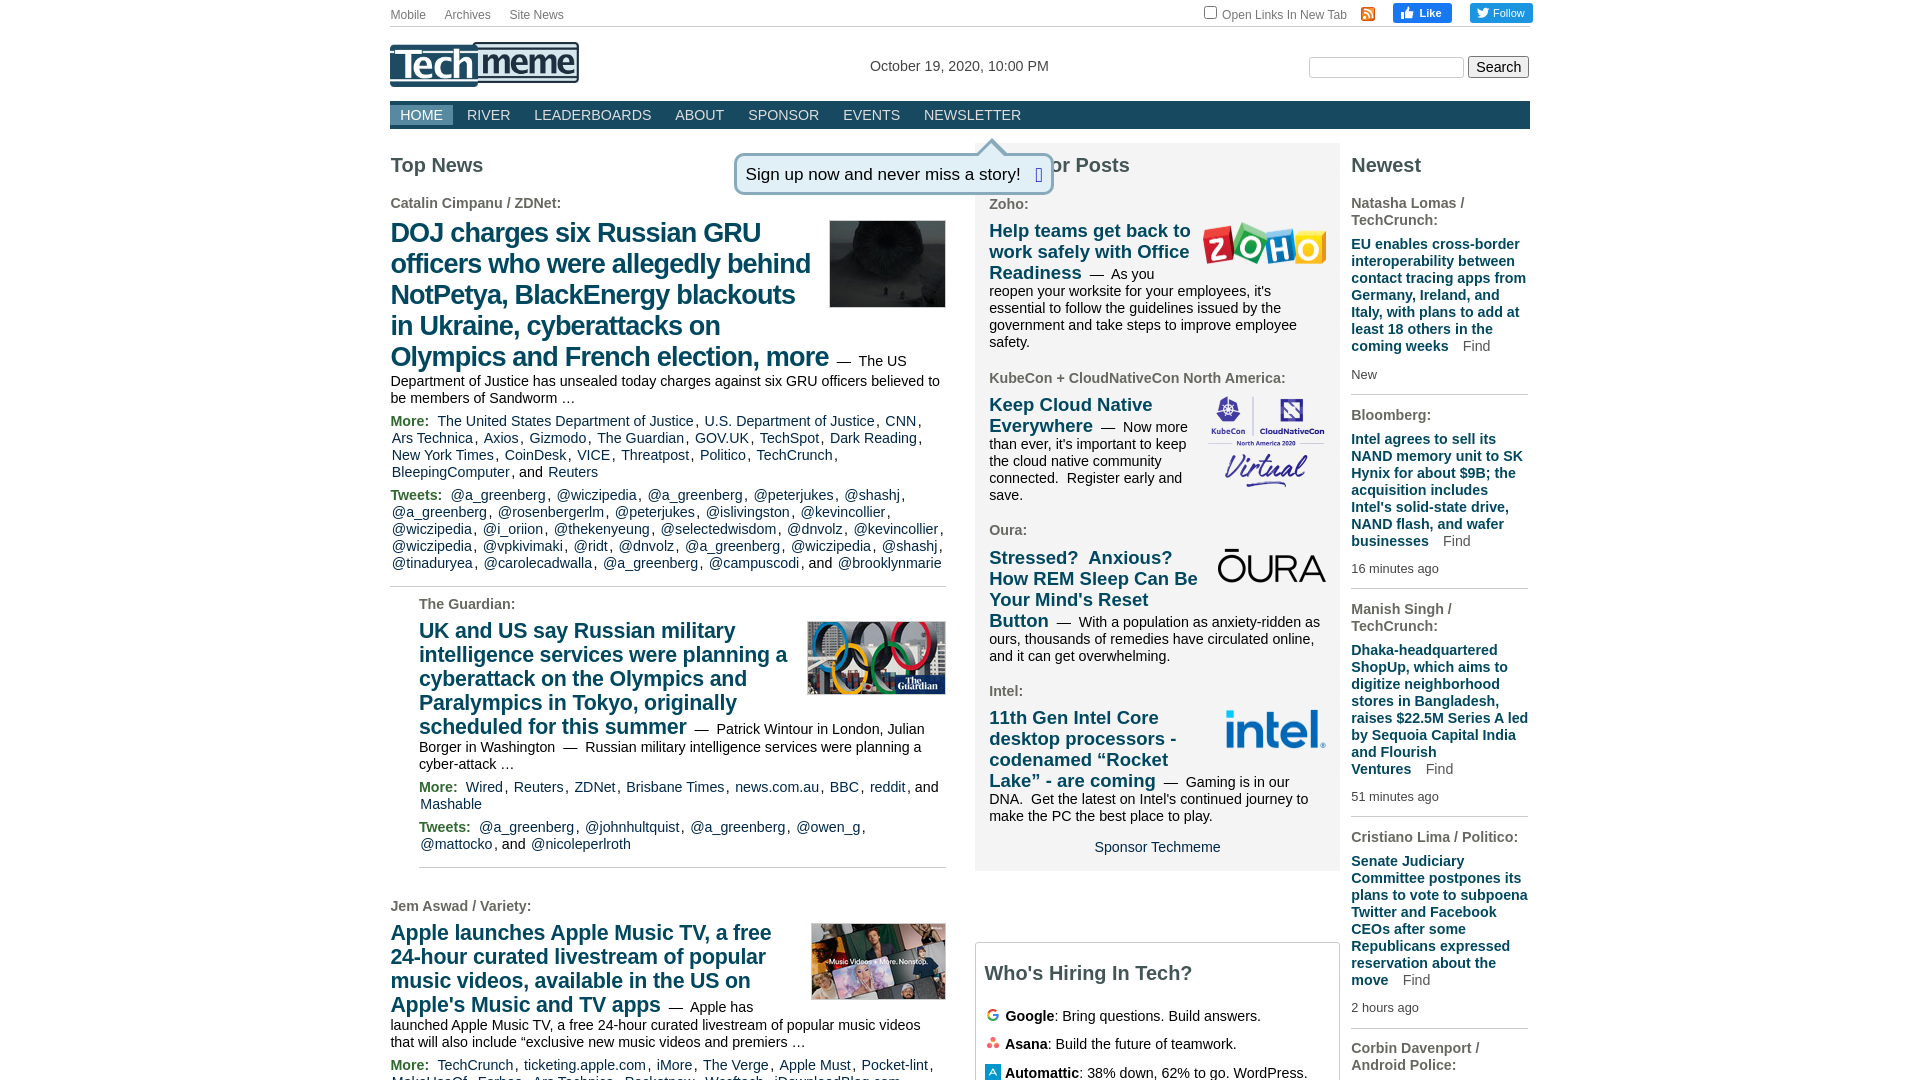 Mobile Archives Site News
Open Links In New Tab
Like
Follow
Techmeme
October 19, 2020, 10:00 PM
Search
HOME RIVER LEADERBOARDS ABOUT SPONSOR EVENTS NEWSLETTER
Sign up now and never miss a story!
Top News
Catalin Cimpanu / ZDNet:
DOJ charges six Russian GRU
officers who were allegedly behind
NotPetya, BlackEnergy blackouts
in Ukraine, cyberattacks on
Olympics and French election, more — The US
Department of Justice has unsealed today charges against six GRU officers believed to
be members of Sandworm …
More: The United States Department of Justice, U.S. Department of Justice, CNN,
Ars Technica, Axios, Gizmodo, The Guardian, GOV.UK, TechSpot, Dark Reading,
New York Times, CoinDesk, VICE, Threatpost, Politico, TechCrunch,
BleepingComputer, and Reuters
Tweets: @a_greenberg, @wiczipedia, @a_greenberg, @peterjukes, @shashj,
@a_greenberg, @rosenbergerlm, @peterjukes, @islivingston, @kevincollier,
@wiczipedia, @i_oriion, @thekenyeung, @selectedwisdom, @dnvolz, @kevincollier,
@wiczipedia, @vpkivimaki, @ridt, @dnvolz, @a_greenberg, @wiczipedia, @shashj,
@tinaduryea, @carolecadwalla, @a_greenberg, @campuscodi, and @brooklynmarie
The Guardian:
UK and US say Russian military
intelligence services were planning a
cyberattack on the Olympics and
Paralympics in Tokyo, originally
scheduled for this summer — Patrick Wintour in London, Julian
Borger in Washington — Russian military intelligence services were planning a
cyber-attack …
The Guardian
More: Wired, Reuters, ZDNet, Brisbane Times, news.com.au, BBC, reddit, and
Mashable
Tweets: @a_greenberg, @johnhultquist, @a_greenberg, @owen_g,
@mattocko, and @nicoleperlroth
Jem Aswad / Variety:
Apple launches Apple Music TV, a free
24-hour curated livestream of popular
music videos, available in the US on
Apple's Music and TV apps — Apple has
launched Apple Music TV, a free 24-hour curated livestream of popular music videos
that will also include “exclusive new music videos and premiers …
Music Videos + More. Nonstop.
More: TechCrunch, ticketing.apple.com, iMore, The Verge, Apple Must, Pocket-lint,
MakeUseOf, Forbes, Ars Technica, Pocketnow, Wccftech, iDownloadBlog.com,
or Posts
Zoho:
Help teams get back to
work safely with Office
Readiness — As you
reopen your worksite for your employees, it's
essential to follow the guidelines issued by the
government and take steps to improve employee
safety.
ZOHO
KubeCon + CloudNativeCon North America:
Keep Cloud Native
Everywhere — Now more
than ever, it's important to keep
the cloud native community
connected. Register early and
save.
KubeCon CloudNativeCon
North America 2020
Virtual
Oura:
Stressed? Anxious?
How REM Sleep Can Be
Your Mind's Reset
Button — With a population as anxiety-ridden as
ours, thousands of remedies have circulated online,
and it can get overwhelming.
ŌURA
Intel:
11th Gen Intel Core
desktop processors -
codenamed “Rocket
Lake” - are coming — Gaming is in our
DNA. Get the latest on Intel's continued journey to
make the PC the best place to play.
intel.
Sponsor Techmeme
Who's Hiring In Tech?
Google: Bring questions. Build answers.
Asana: Build the future of teamwork.
Automattic: 38% down, 62% to go. WordPress.
Newest
Natasha Lomas /
TechCrunch:
EU enables cross-border
interoperability between
contact tracing apps from
Germany, Ireland, and
Italy, with plans to add at
least 18 others in the
coming weeks Find
New
Bloomberg:
Intel agrees to sell its
NAND memory unit to SK
Hynix for about $9B; the
acquisition includes
Intel's solid-state drive,
NAND flash, and wafer
businesses Find
16 minutes ago
Manish Singh /
TechCrunch:
Dhaka-headquartered
ShopUp, which aims to
digitize neighborhood
stores in Bangladesh,
raises $22.5M Series A led
by Sequoia Capital India
and Flourish
Ventures Find
51 minutes ago
Cristiano Lima / Politico:
Senate Judiciary
Committee postpones its
plans to vote to subpoena
Twitter and Facebook
CEOs after some
Republicans expressed
reservation about the
move Find
2 hours ago
Corbin Davenport /
Android Police: